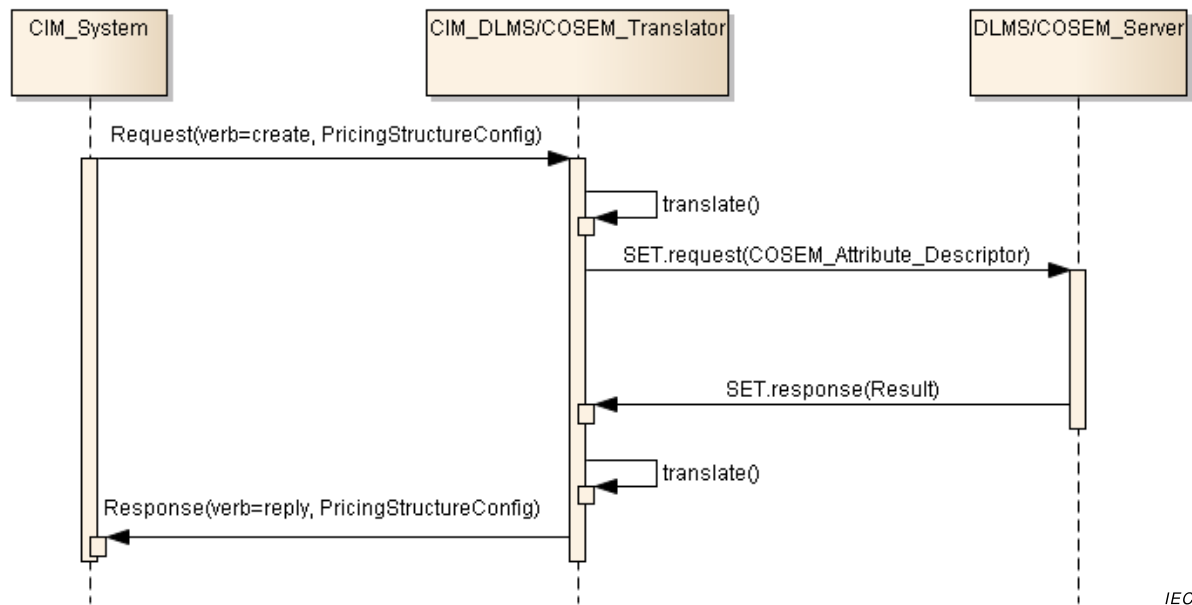 CIM_System
CIM_DLMS/COSEM_Translator
DLMS/COSEM_Server
Request(verb=create, PricingStructureConfig)
translate()
SET.request(COSEM_Attribute_Descriptor)
SET.response(Result)
translate()
Response(verb=reply, PricingStructureConfig)
IEC